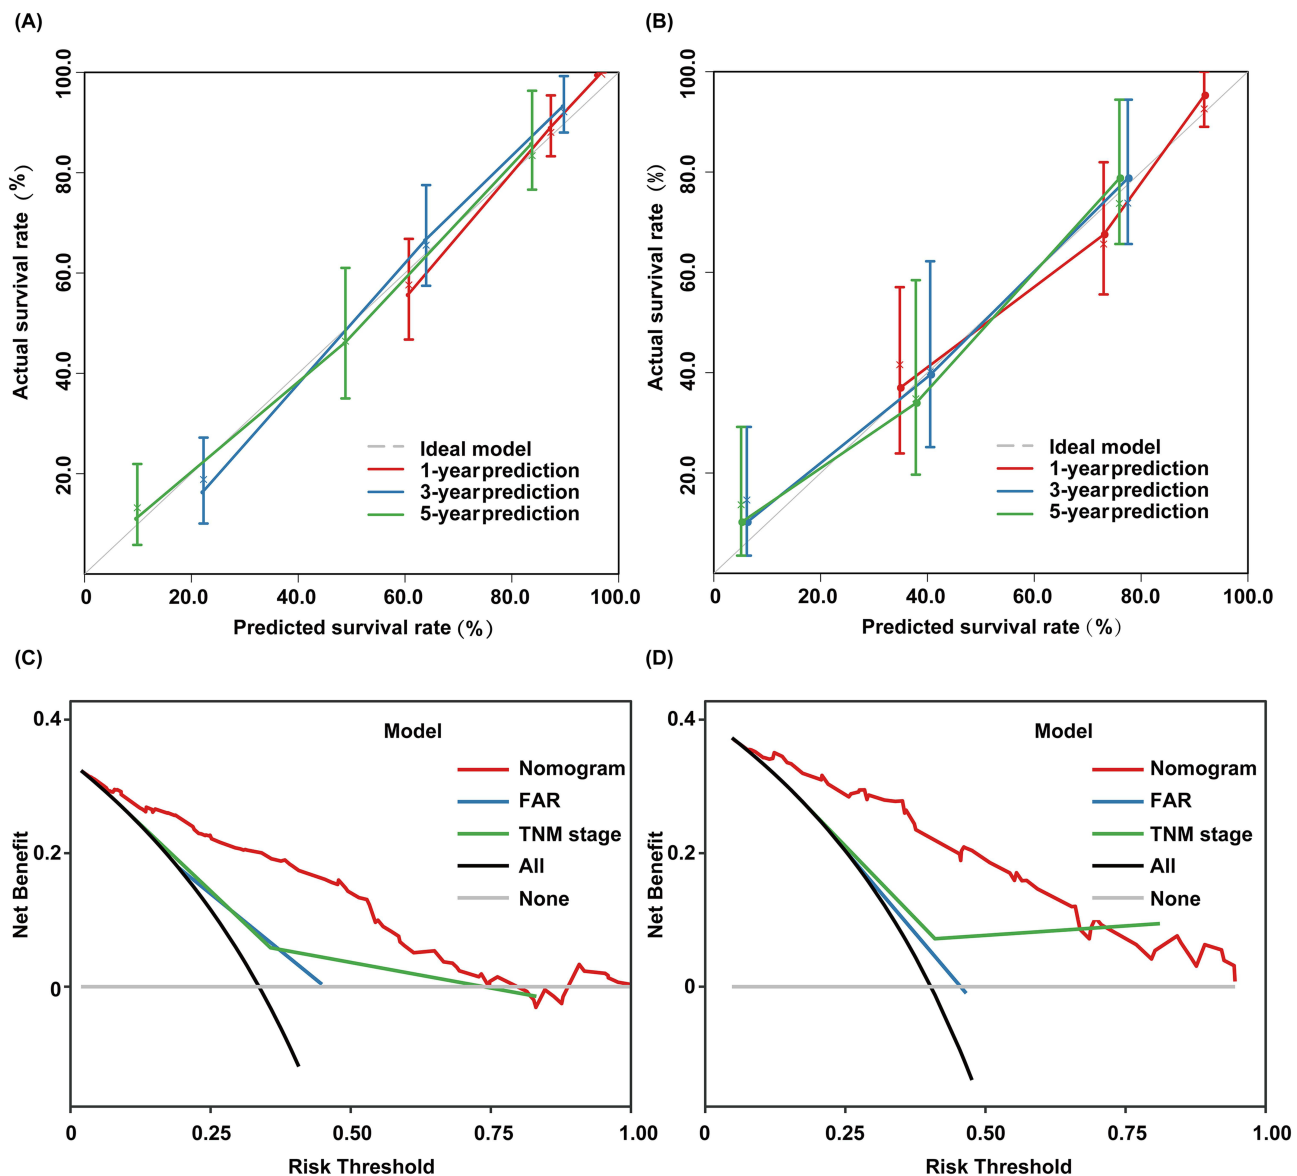 (A)
Actual survival rate (%)
100.0
80.0
60.0
40.0
20.0
Ideal model
1-yearprediction
3-yearprediction
5-yearprediction
0 20.0 40.0 60.0 80.0 100.0
Predicted survival rate (%)
(B)
Actual survival rate (%)
100.0
80.0
60.0
40.0
20.0
Ideal model
1-yearprediction
3-yearprediction
5-yearprediction
0 20.0 40.0 60.0 80.0 100.0
Predicted survival rate (%)
(C)
Net Benefit
0.4
0.2
0
Model
Nomogram
FAR
TNM stage
All
None
0 0.25 0.50 0.75 1.00
Risk Threshold
(D)
Net Benefit
0.4
0.2
0
Model
Nomogram
FAR
TNM stage
All
None
0 0.25 0.50 0.75 1.00
Risk Threshold